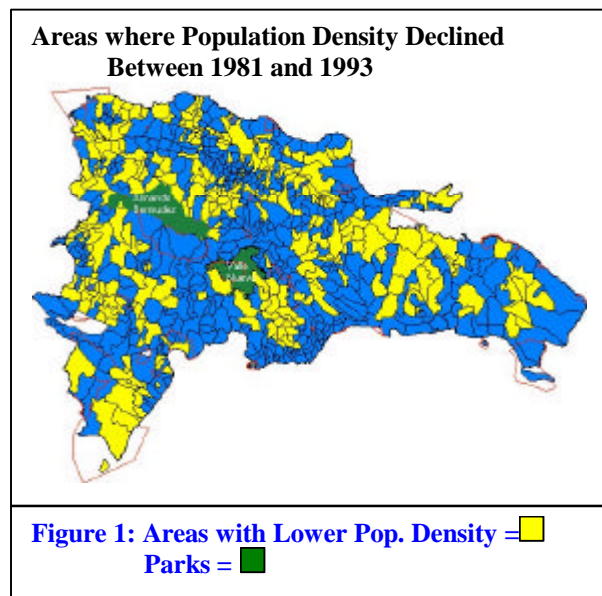 Areas where Population Density Declined
Between 1981 and 1993
Armando
Bermudez
Valle
Nuevo
Figure 1: Areas with Lower Pop. Density =
Parks =